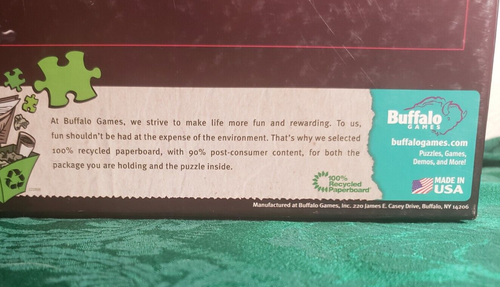 At Buffalo Games, we strive to make life more fun and rewarding. To us,
fun shouldn't be had at the expense of the environment. That's why we selected
100% recycled paperboard, with 90% post-consumer content, for both the
package you are holding and the puzzle inside.
100%
Recycled
Paperboard
Buffalo
GAMES
buffalogames.com
Puzzles, Games,
Demos, and More!
MADE IN
USA
Manufactured at Buffalo Games, Inc. 220 James E. Casey Drive, Buffalo, NY 14206